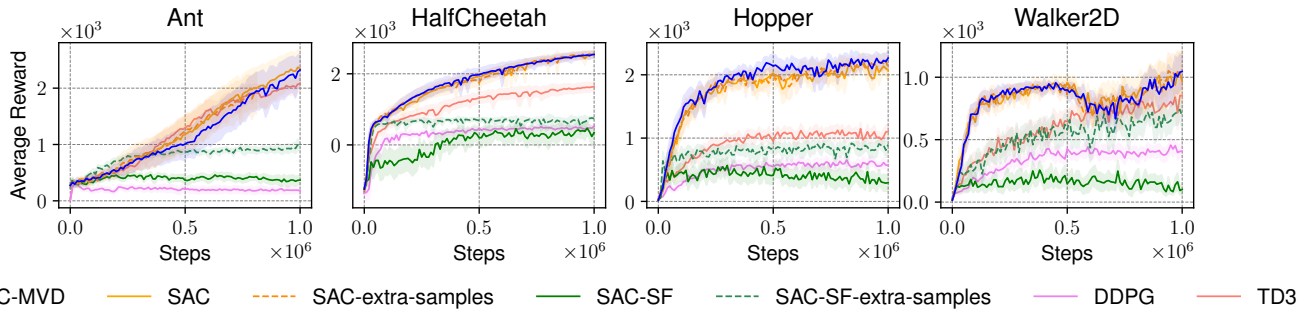 Ant HalfCheetah Hopper Walker2D
×10³ ×10³ ×10³ ×10³
Average Reward
2
1
0
2
0
2
1
0
1.0
0.5
0.0
0.0 0.5 1.0 0.0 0.5 1.0 0.0 0.5 1.0 0.0 0.5 1.0
Steps ×10⁶ Steps ×10⁶ Steps ×10⁶ Steps ×10⁶
C-MVD SAC SAC-extra-samples SAC-SF SAC-SF-extra-samples DDPG TD3